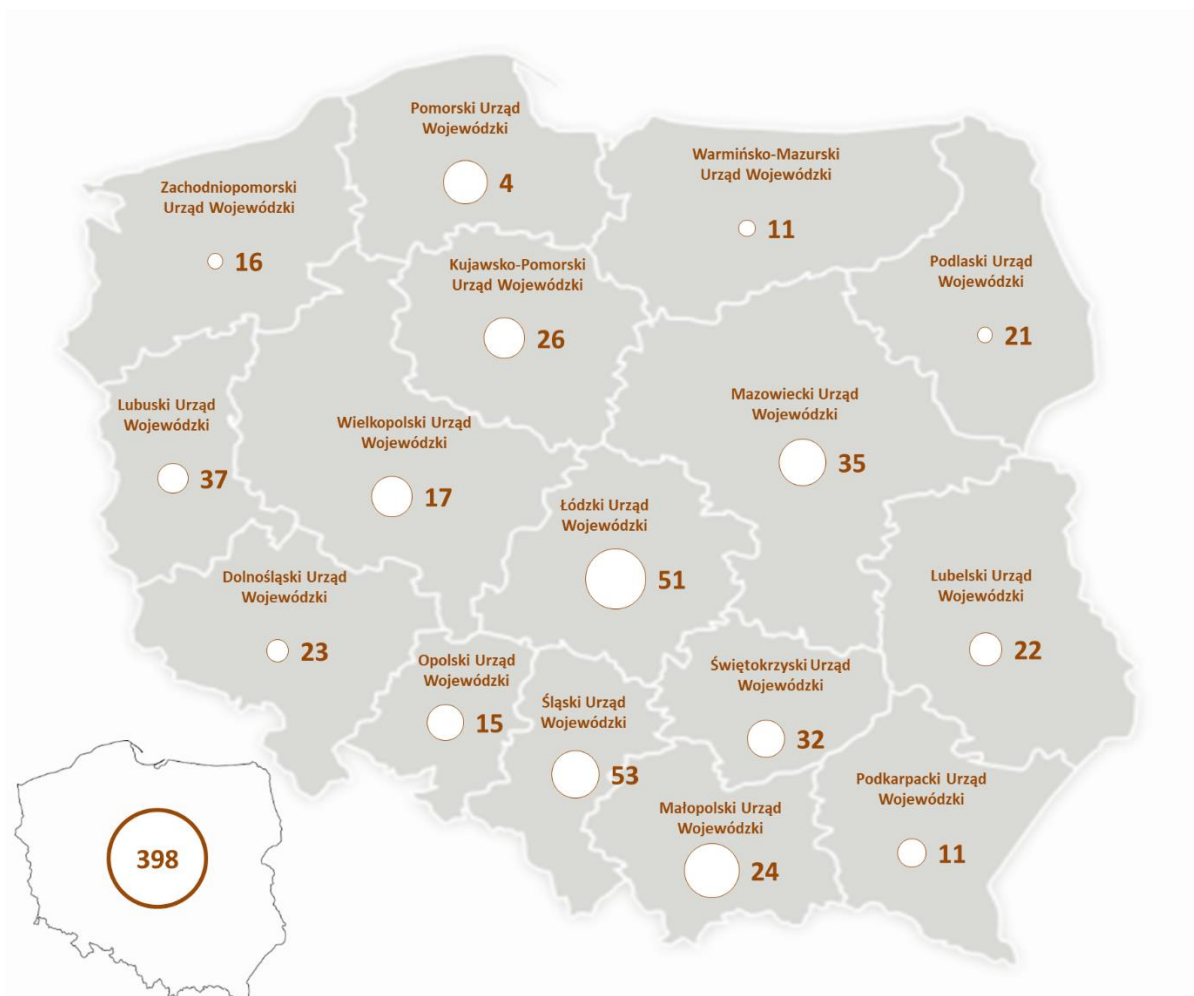 Pomorski Urząd
Wojewódzki
4
Warmińsko-Mazurski
Urząd Wojewódzki
11
Zachodniopomorski
Urząd Wojewódzki
16
Kujawsko-Pomorski
Urząd Wojewódzki
26
Podlaski Urząd
Wojewódzki
21
Lubuski Urząd
Wojewódzki
37
Wielkopolski Urząd
Wojewódzki
17
Mazowiecki Urząd
Wojewódzki
35
Łódzki Urząd
Wojewódzki
51
Dolnośląski Urząd
Wojewódzki
23
Lubelski Urząd
Wojewódzki
22
Opolski Urząd
Wojewódzki
15
Śląski Urząd
Wojewódzki
53
Świętokrzyski Urząd
Wojewódzki
32
Małopolski Urząd
Wojewódzki
24
Podkarpacki Urząd
Wojewódzki
11
398